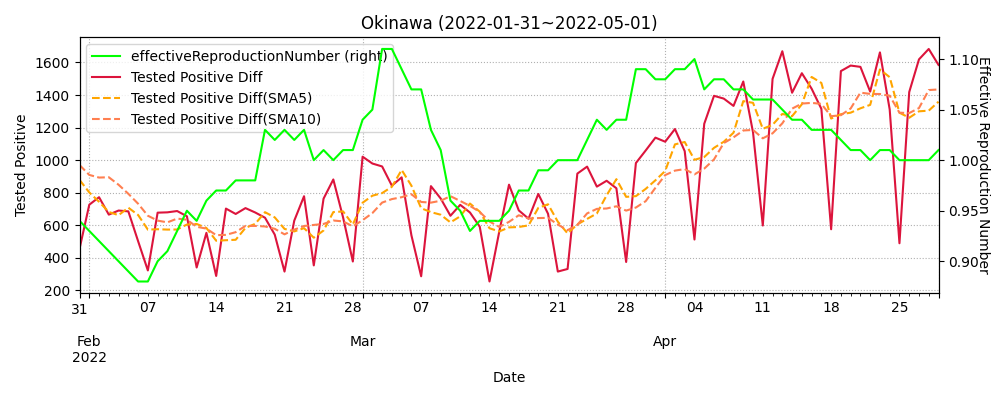 Okinawa (2022-01-31~2022-05-01)
effectiveReproductionNumber (right)
Tested Positive Diff
Tested Positive Diff(SMA5)
Tested Positive Diff(SMA10)
Tested Positive
1600
1400
1200
1000
800
600
400
200
1.10
1.05
1.00
0.95
0.90
Effective Reproduction Number
31 07 14 21 28 07 14 21 28 04 11 18 25
Feb Mar Apr
2022
Date